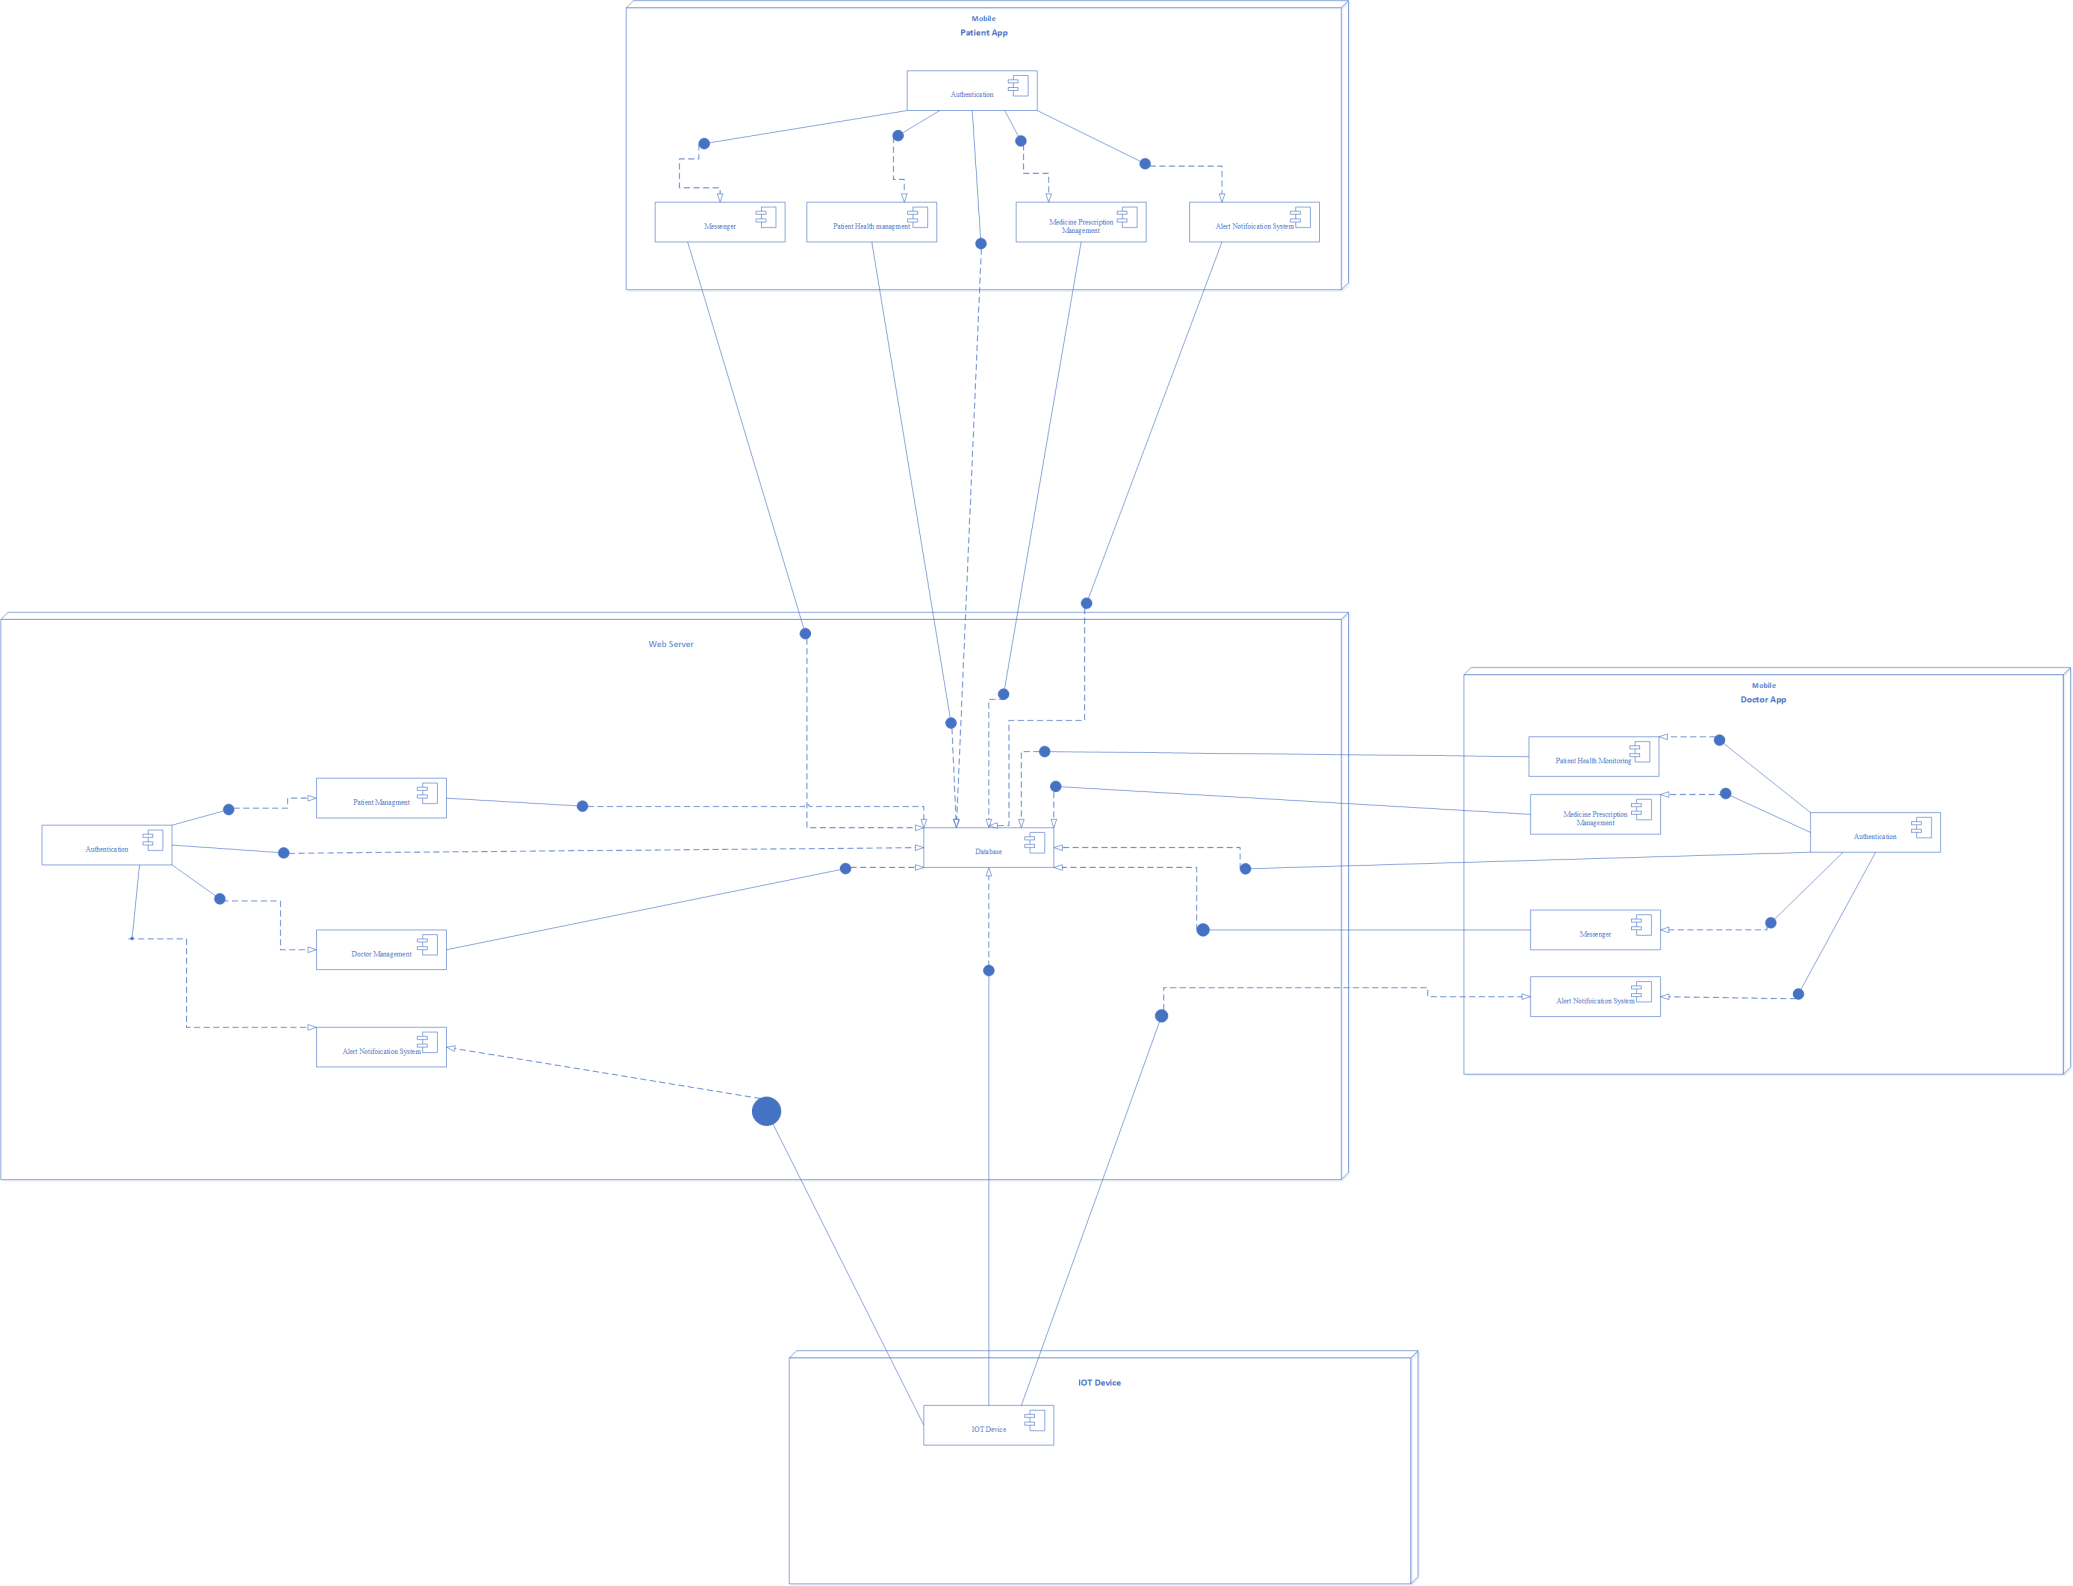 Mobile
Patient App
Authentication
Messenger
Patient Health managment
Medicine Prescription
Management
Alert Notifoication System
Web Server
Mobile
Doctor App
Patient Health Monitoring
Patient Managment
Medicine Prescription
Management
Authentication
Authentication
Database
Messenger
Doctor Management
Alert Notifoication System
Alert Notifoication System
IOT Device
IOT Device